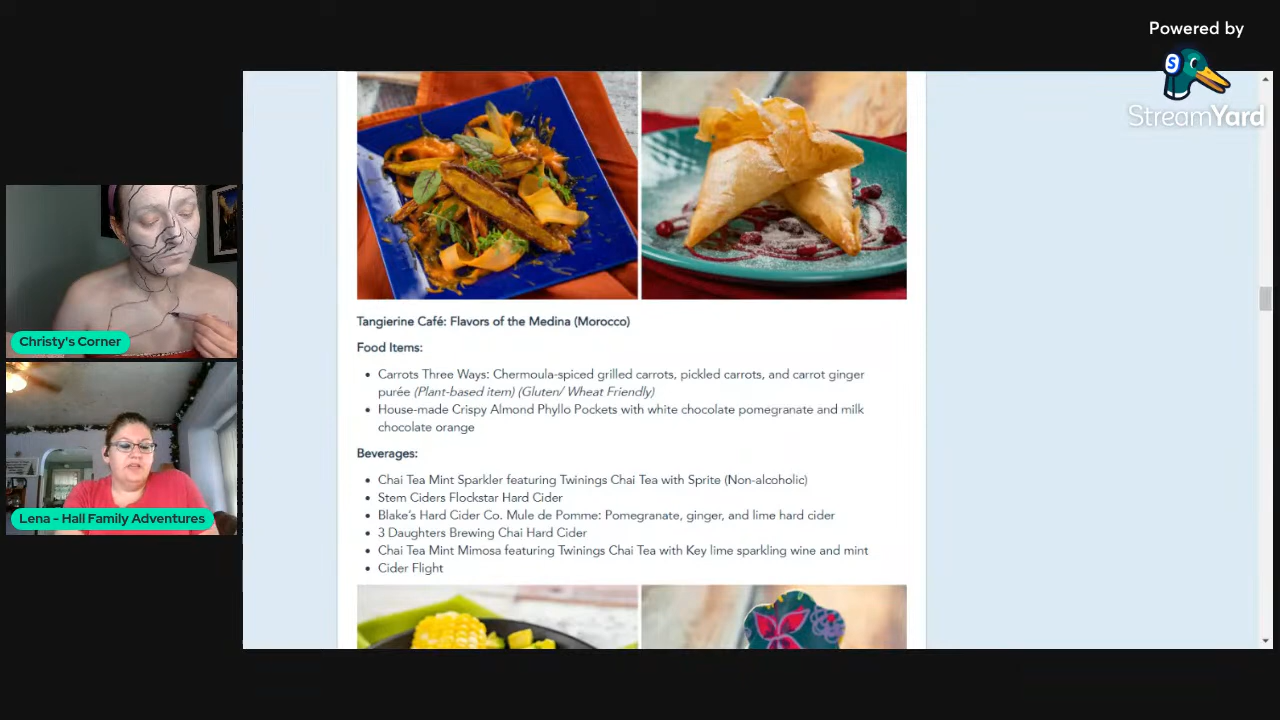 Powered by
S
StreamYard
Christy's Corner
Lena - Hall Family Adventures
Tangierine Café: Flavors of the Medina (Morocco)
Food Items:
• Carrots Three Ways: Chermoula-spiced grilled carrots, pickled carrots, and carrot ginger
purée (Plant-based item) (Gluten/ Wheat Friendly)
• House-made Crispy Almond Phyllo Pockets with white chocolate pomegranate and milk
chocolate orange
Beverages:
• Chai Tea Mint Sparkler featuring Twinings Chai Tea with Sprite (Non-alcoholic)
• Stem Ciders Flockstar Hard Cider
• Blake's Hard Cider Co. Mule de Pomme: Pomegranate, ginger, and lime hard cider
• 3 Daughters Brewing Chai Hard Cider
• Chai Tea Mint Mimosa featuring Twinings Chai Tea with Key lime sparkling wine and mint
• Cider Flight